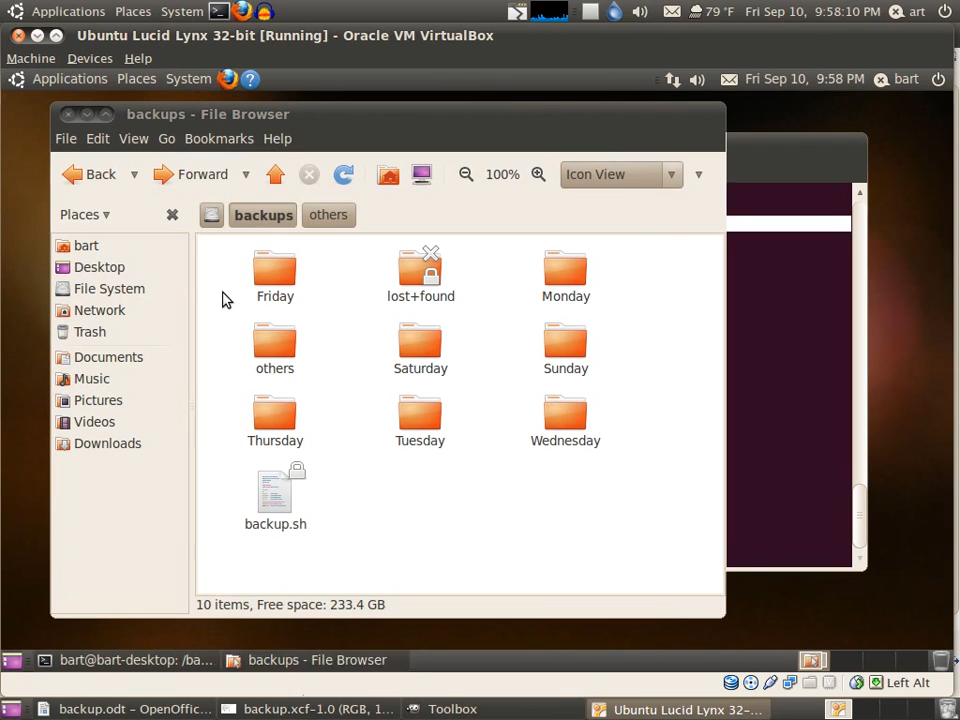 Applications Places System 79 °F Fri Sep 10, 9:58:10 PM art
Ubuntu Lucid Lynx 32-bit [Running] - Oracle VM VirtualBox
Machine Devices Help
Applications Places System ? Fri Sep 10, 9:58 PM bart
backups - File Browser
File Edit View Go Bookmarks Help
Back Forward 100% Icon View
Places backups others
bart
Desktop
File System
Network
Trash
Documents
Music
Pictures
Videos
Downloads
Friday lost+found Monday
others Saturday Sunday
Thursday Tuesday Wednesday
backup.sh
10 items, Free space: 233.4 GB
bart@bart-desktop: /ba... backups - File Browser
Left Alt
backup.odt - OpenOffic... backup.xcf-1.0 (RGB, 1... Toolbox Ubuntu Lucid Lynx 32-...